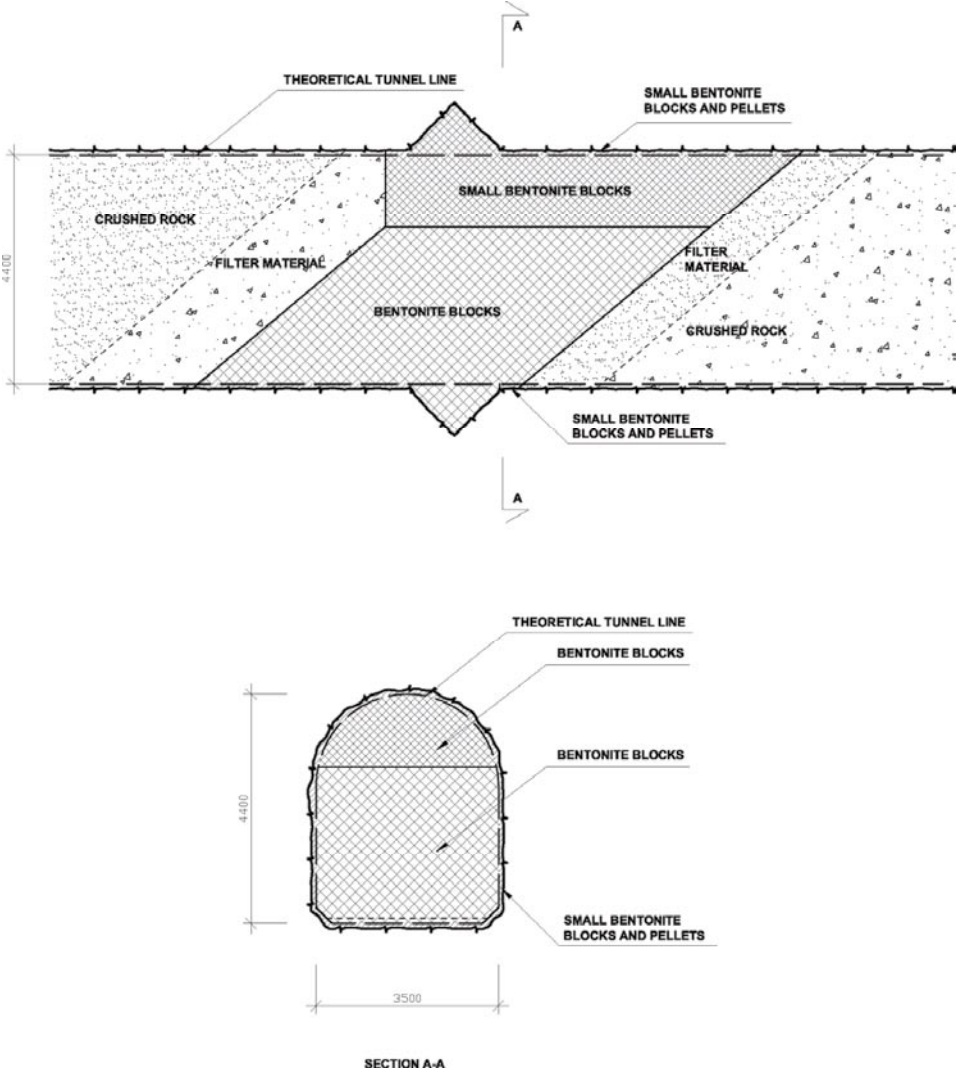 A
THEORETICAL TUNNEL LINE
SMALL BENTONITE
BLOCKS AND PELLETS
SMALL BENTONITE BLOCKS
CRUSHED ROCK
FILTER MATERIAL
FILTER
MATERIAL
4400
BENTONITE BLOCKS
CRUSHED ROCK
SMALL BENTONITE
BLOCKS AND PELLETS
A
THEORETICAL TUNNEL LINE
BENTONITE BLOCKS
BENTONITE BLOCKS
4400
SMALL BENTONITE
BLOCKS AND PELLETS
3500
SECTION A-A